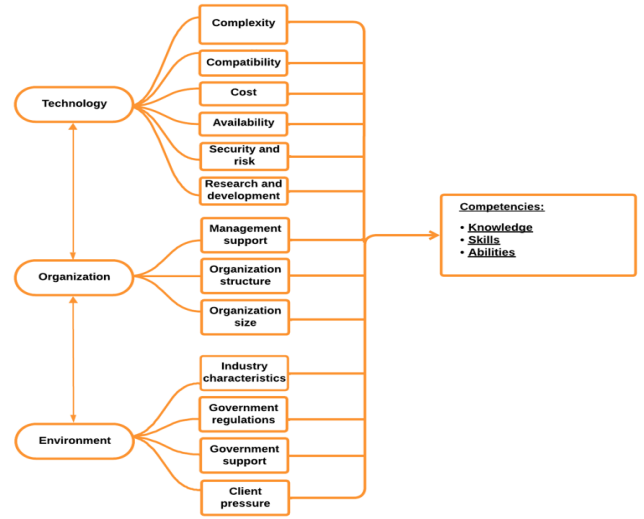 Complexity
Compatibility
Cost
Technology
Availability
Security and
risk
Research and
development
Competencies:
• Knowledge
• Skills
• Abilities
Management
support
Organization
Organization
structure
Organization
size
Industry
characteristics
Government
regulations
Environment
Government
support
Client
pressure